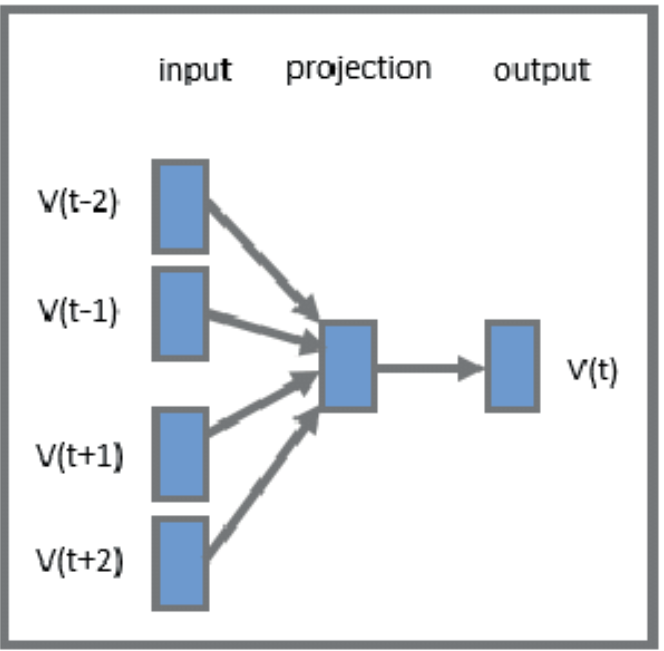 input projection output
V(t-2)
V(t-1)
V(t)
V(t+1)
V(t+2)